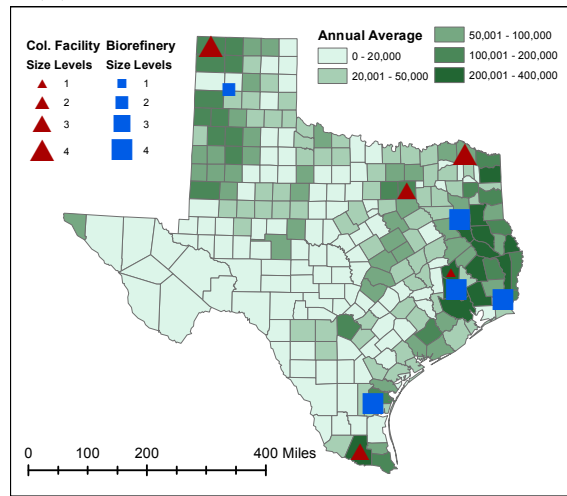 Col. Facility Biorefinery
Size Levels Size Levels
1 1
2 2
3 3
4 4
Annual Average
0 - 20,000
20,001 - 50,000
50,001 - 100,000
100,001 - 200,000
200,001 - 400,000
0 100 200 400 Miles